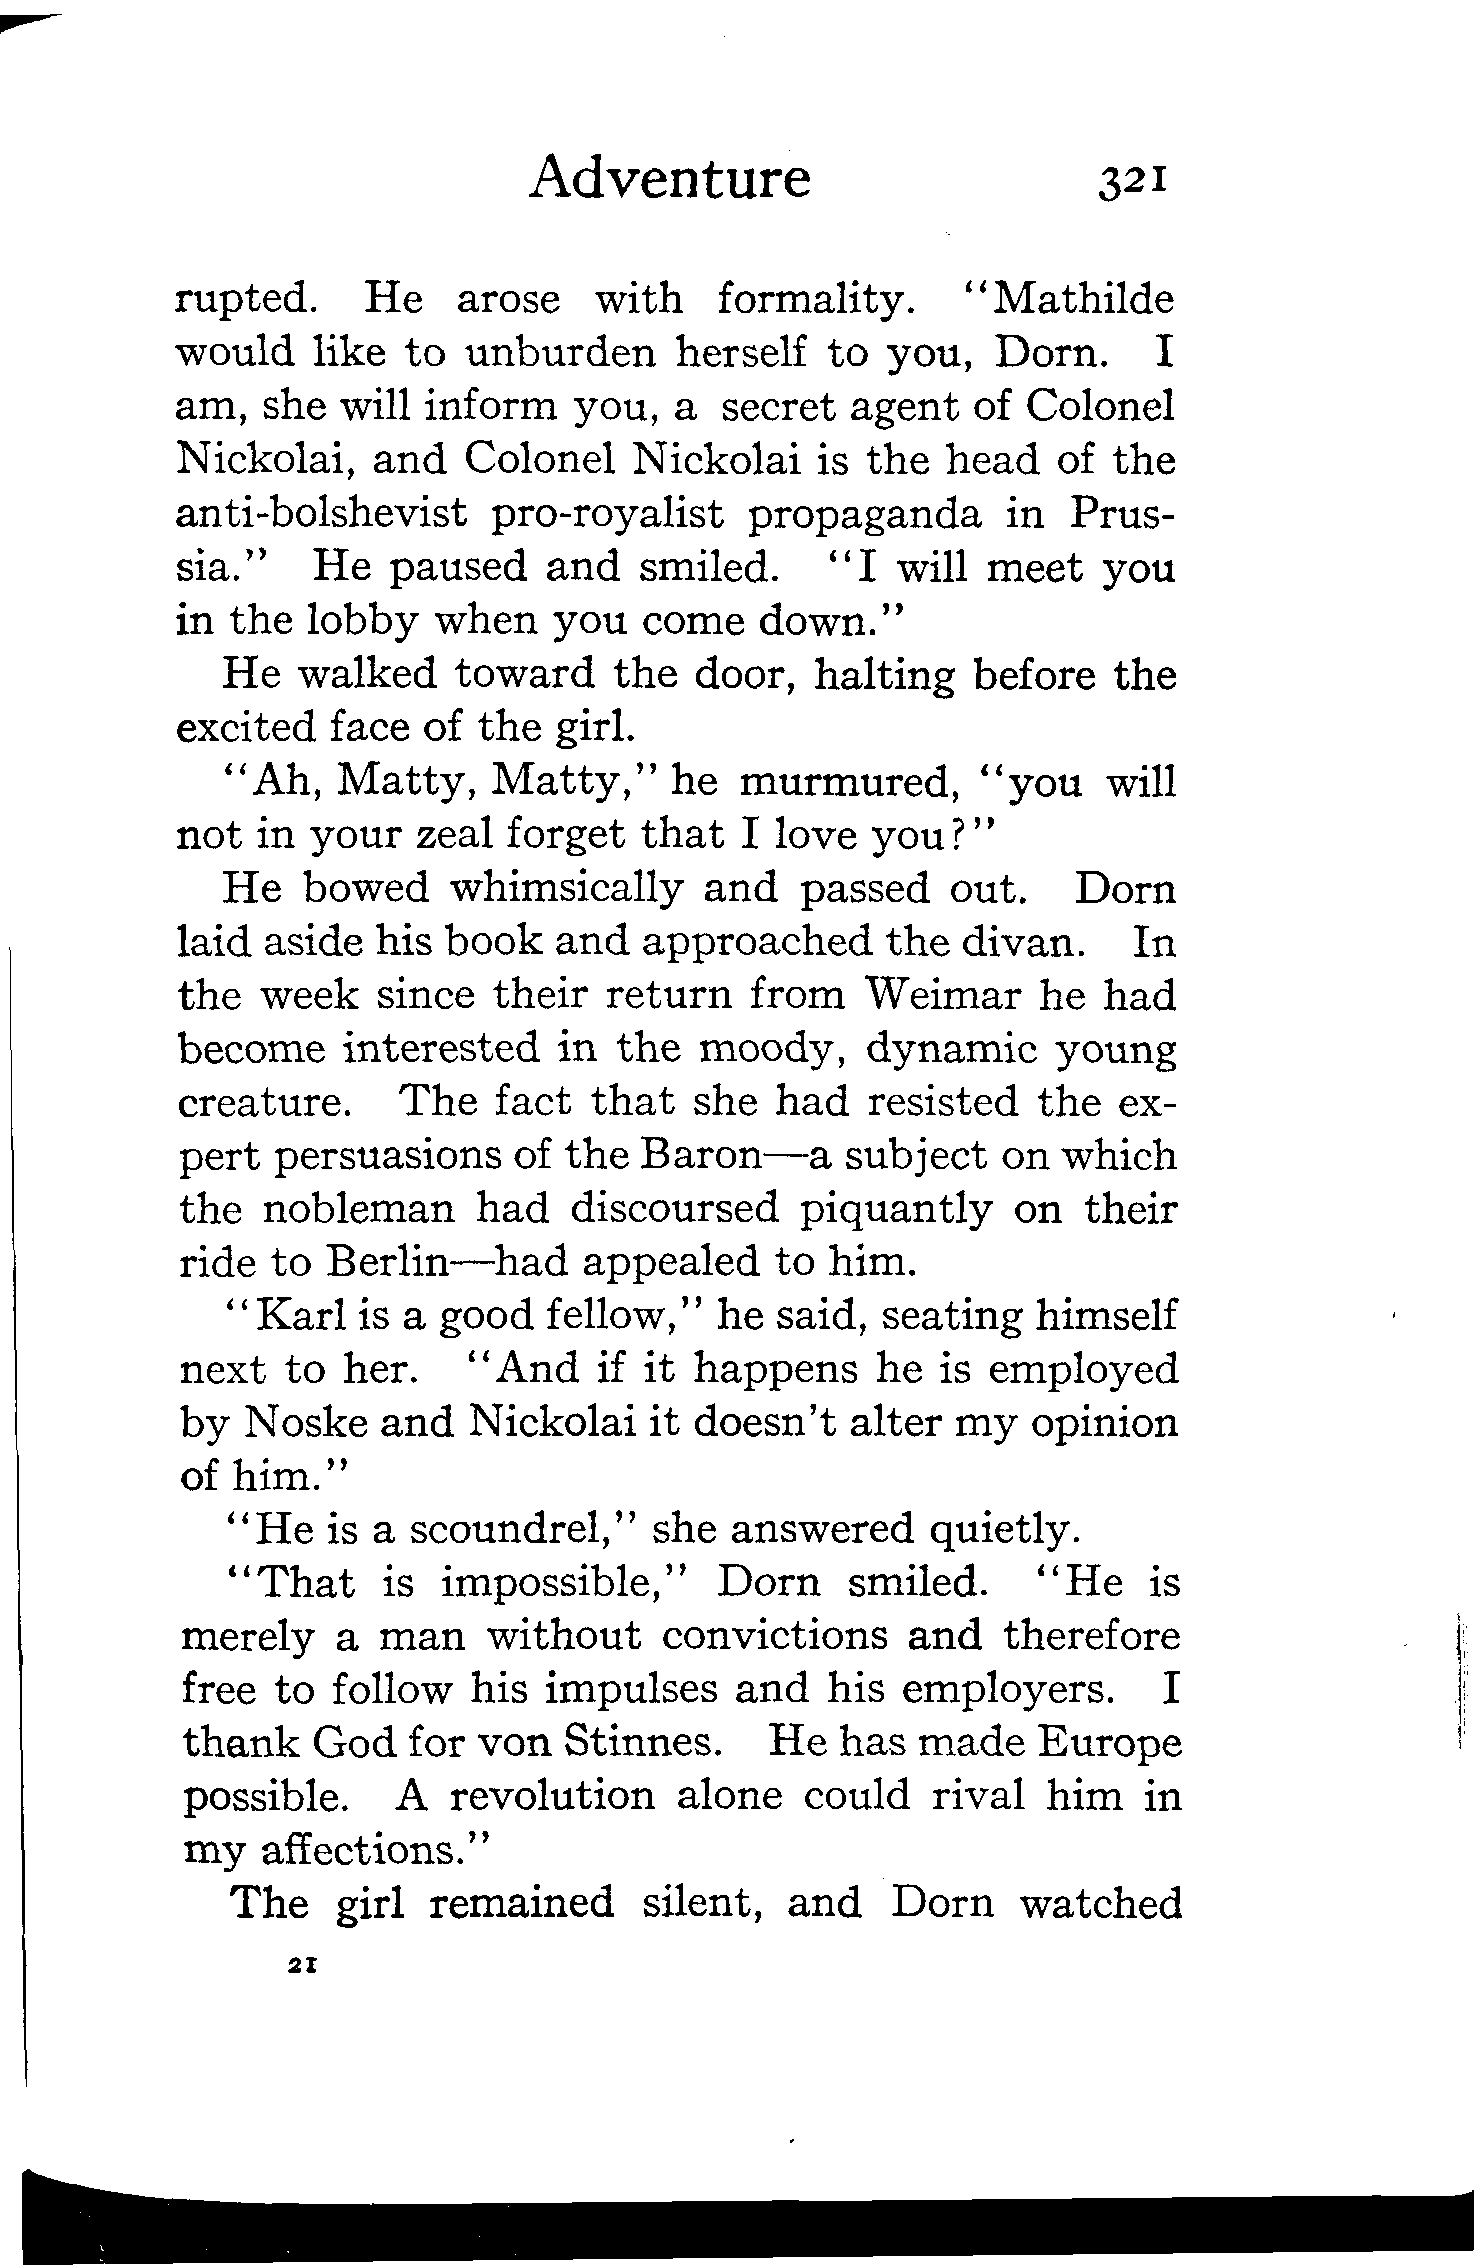 Adventure 321
rupted. He arose with formality. "Mathilde
would like to unburden herself to you, Dorn. I
am, she will inform you, a secret agent of Colonel
Nickolai, and Colonel Nickolai is the head of the
anti-bolshevist pro-royalist propaganda in Prus-
sia." He paused and smiled. "I will meet you
in the lobby when you come down."
He walked toward the door, halting before the
excited face of the girl.
"Ah, Matty, Matty," he murmured, "you will
not in your zeal forget that I love you?"
He bowed whimsically and passed out. Dorn
laid aside his book and approached the divan. In
the week since their return from Weimar he had
become interested in the moody, dynamic young
creature. The fact that she had resisted the ex-
pert persuasions of the Baron—a subject on which
the nobleman had discoursed piquantly on their
ride to Berlin—had appealed to him.
"Karl is a good fellow," he said, seating himself
next to her. "And if it happens he is employed
by Noske and Nickolai it doesn't alter my opinion
of him."
"He is a scoundrel," she answered quietly.
"That is impossible," Dorn smiled. "He is
merely a man without convictions and therefore
free to follow his impulses and his employers. I
thank God for von Stinnes. He has made Europe
possible. A revolution alone could rival him in
my affections."
The girl remained silent, and Dorn watched
21